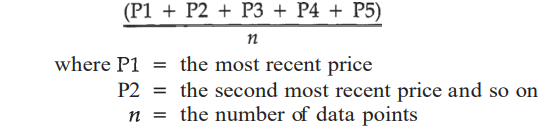 (P1 + P2 + P3 + P4 + P5)
n
where P1 = the most recent price
P2 = the second most recent price and so on
n = the number of data points